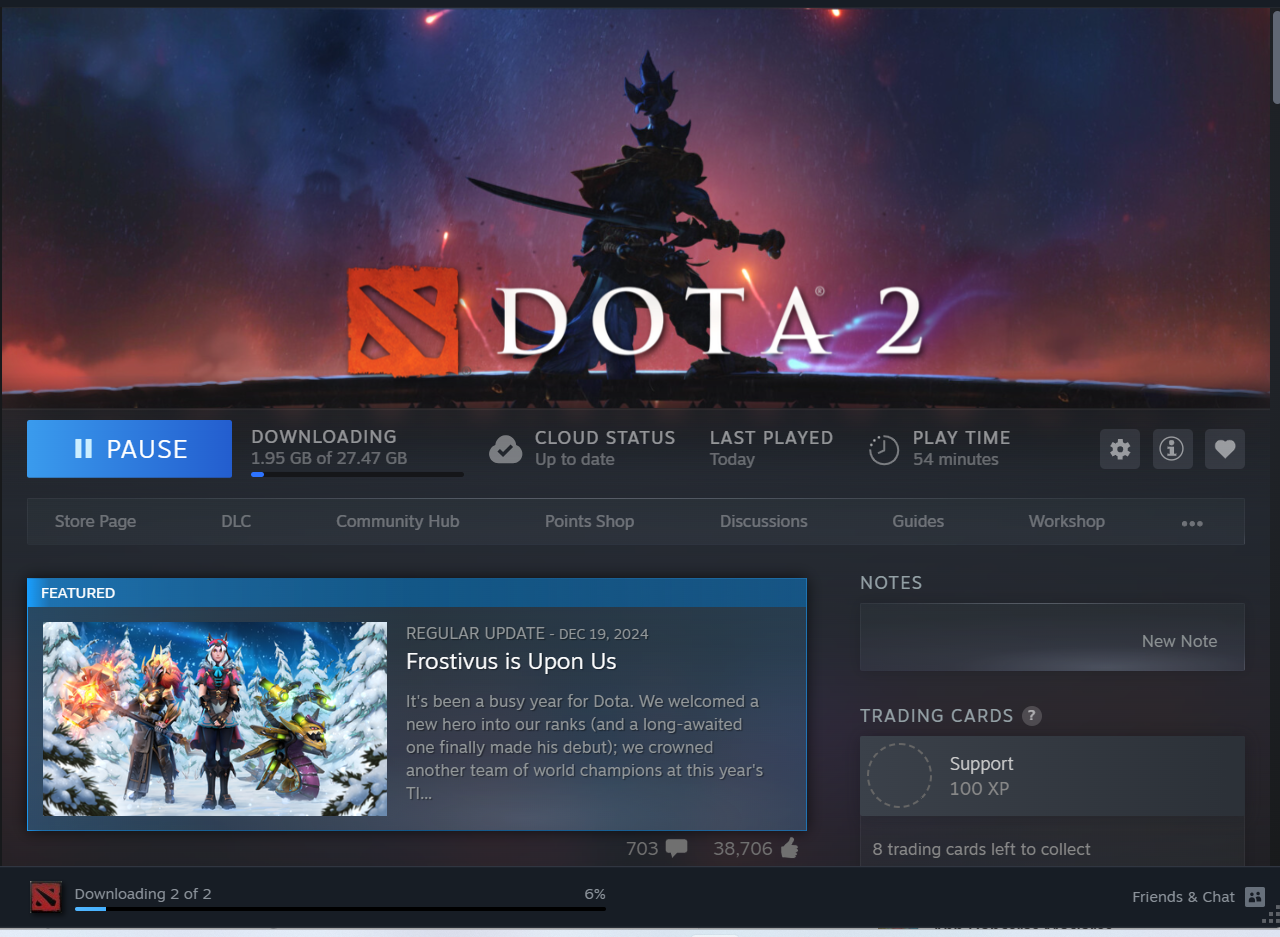 DOTA® 2
PAUSE
DOWNLOADING
1.95 GB of 27.47 GB
CLOUD STATUS
Up to date
LAST PLAYED
Today
PLAY TIME
54 minutes
Store Page
DLC
Community Hub
Points Shop
Discussions
Guides
Workshop
FEATURED
REGULAR UPDATE - DEC 19, 2024
Frostivus is Upon Us
It's been a busy year for Dota. We welcomed a
new hero into our ranks (and a long-awaited
one finally made his debut); we crowned
another team of world champions at this year's
TI...
703
38,706
NOTES
New Note
TRADING CARDS ?
Support
100 XP
8 trading cards left to collect
Downloading 2 of 2
6%
Friends & Chat